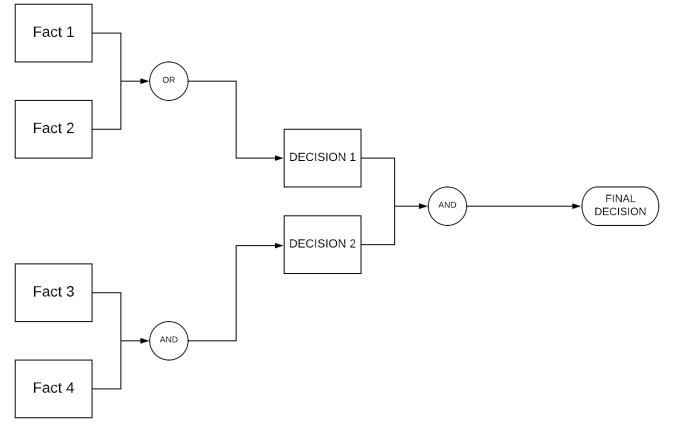 Fact 1
OR
Fact 2
DECISION 1
AND
FINAL
DECISION
DECISION 2
Fact 3
AND
Fact 4